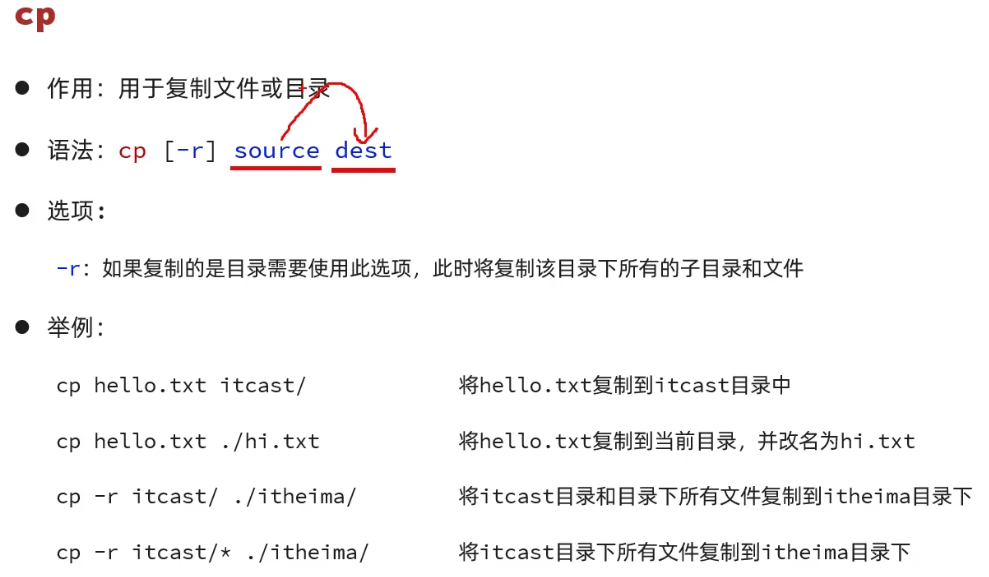 cp
● 作用：用于复制文件或目录
● 语法：cp [-r] source dest
● 选项：
-r：如果复制的是目录需要使用此选项，此时将复制该目录下所有的子目录和文件
● 举例：
cp hello.txt itcast/ 将hello.txt复制到itcast目录中
cp hello.txt ./hi.txt 将hello.txt复制到当前目录，并改名为hi.txt
cp -r itcast/ ./itheima/ 将itcast目录和目录下所有文件复制到itheima目录下
cp -r itcast/* ./itheima/ 将itcast目录下所有文件复制到itheima目录下